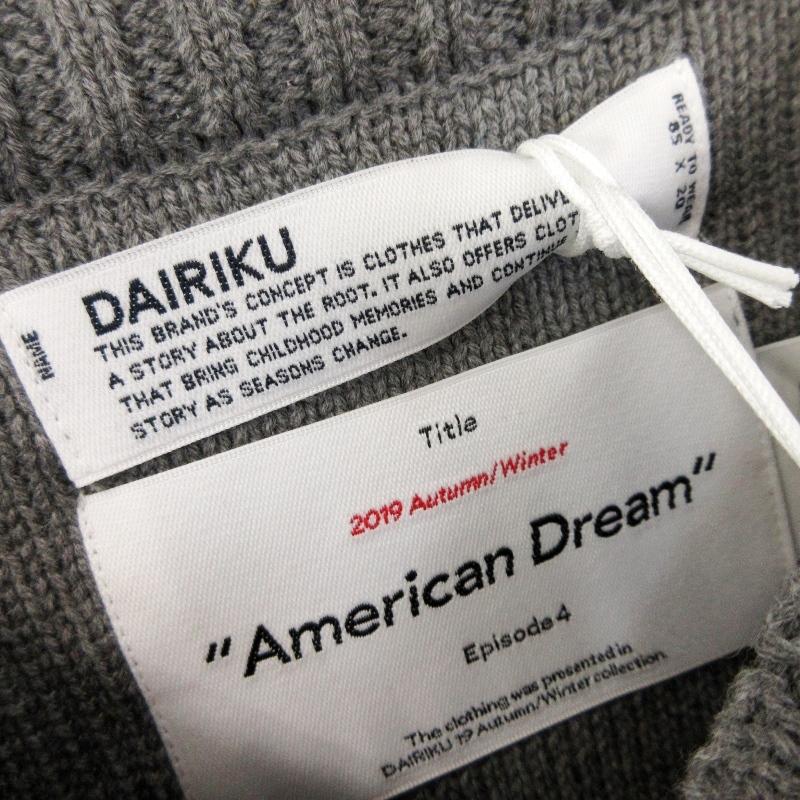 DAIRIKU
THIS BRAND'S CONCEPT IS CLOTHES THAT DELIVE
A STORY ABOUT THE ROOT. IT ALSO OFFERS CLOT
THAT BRING CHILDHOOD MEMORIES AND CONTINUE
STORY AS SEASONS CHANGE.
READY TO WEAR
85 X 20
Title
2019 Autumn/Winter
"American Dream"
Episode 4
The clothing was presented in
DAIRIKU 19 Autumn/Winter collection.